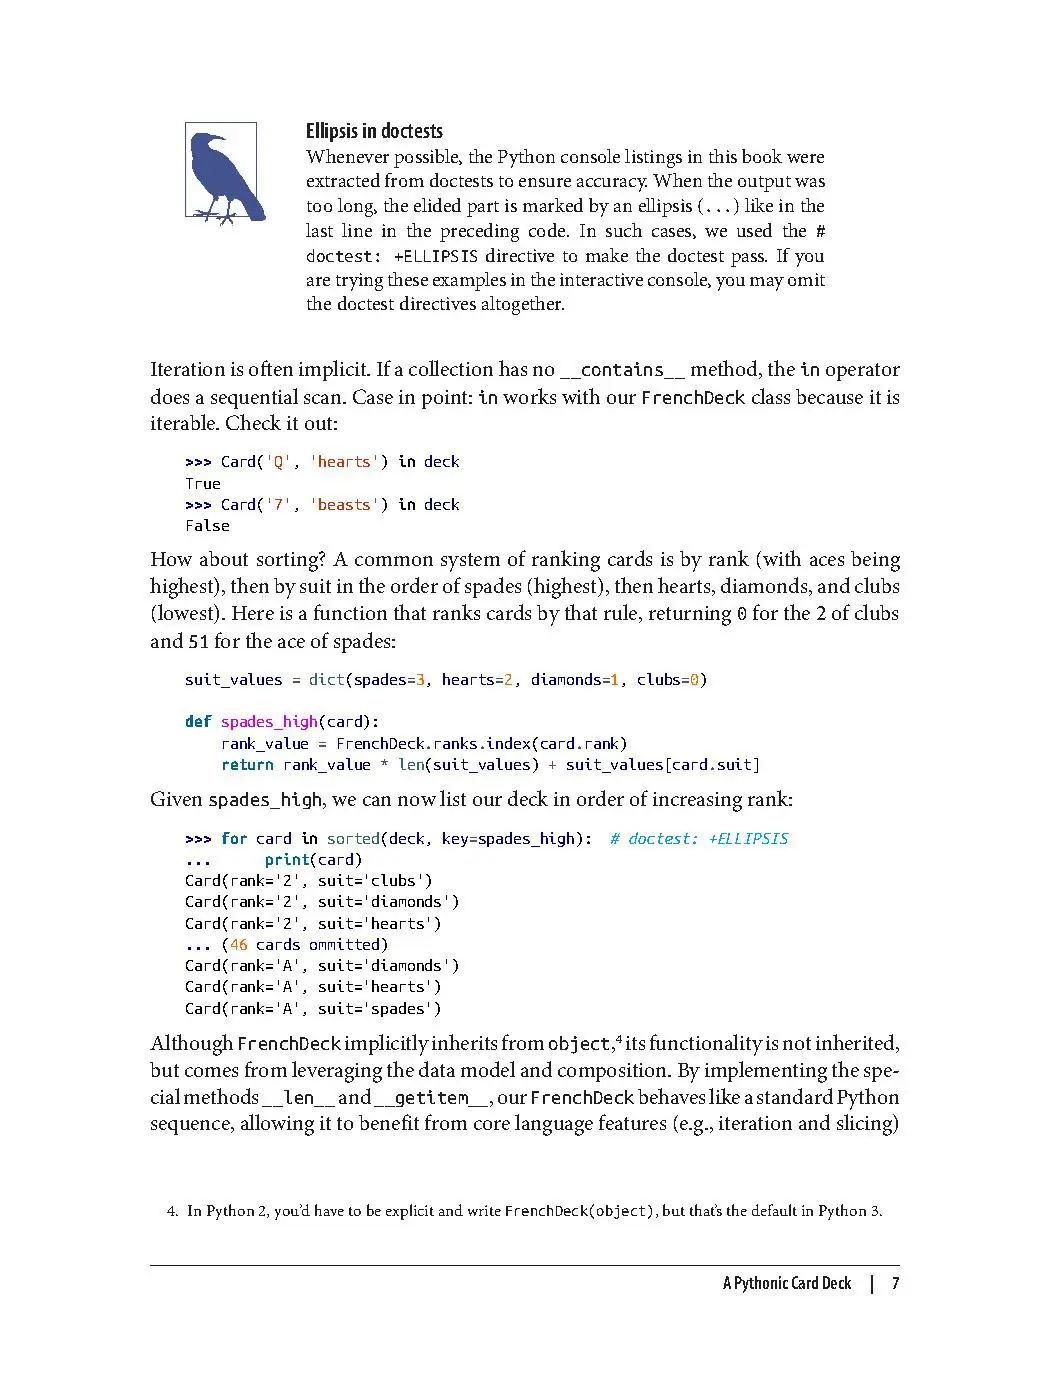 Ellipsis in doctests
Whenever possible, the Python console listings in this book were
extracted from doctests to ensure accuracy. When the output was
too long, the elided part is marked by an ellipsis (...) like in the
last line in the preceding code. In such cases, we used the #
doctest: +ELLIPSIS directive to make the doctest pass. If you
are trying these examples in the interactive console, you may omit
the doctest directives altogether.
Iteration is often implicit. If a collection has no __contains__ method, the in operator
does a sequential scan. Case in point: in works with our FrenchDeck class because it is
iterable. Check it out:
>>> Card('Q', 'hearts') in deck
True
>>> Card('7', 'beasts') in deck
False
How about sorting? A common system of ranking cards is by rank (with aces being
highest), then by suit in the order of spades (highest), then hearts, diamonds, and clubs
(lowest). Here is a function that ranks cards by that rule, returning 0 for the 2 of clubs
and 51 for the ace of spades:
suit_values = dict(spades=3, hearts=2, diamonds=1, clubs=0)
def spades_high(card):
    rank_value = FrenchDeck.ranks.index(card.rank)
    return rank_value * len(suit_values) + suit_values[card.suit]
Given spades_high, we can now list our deck in order of increasing rank:
>>> for card in sorted(deck, key=spades_high):  # doctest: +ELLIPSIS
...      print(card)
Card(rank='2', suit='clubs')
Card(rank='2', suit='diamonds')
Card(rank='2', suit='hearts')
... (46 cards ommitted)
Card(rank='A', suit='diamonds')
Card(rank='A', suit='hearts')
Card(rank='A', suit='spades')
Although FrenchDeck implicitly inherits from object,⁴ its functionality is not inherited,
but comes from leveraging the data model and composition. By implementing the spe-
cial methods __len__ and __getitem__, our FrenchDeck behaves like a standard Python
sequence, allowing it to benefit from core language features (e.g., iteration and slicing)
4. In Python 2, you'd have to be explicit and write FrenchDeck(object), but that's the default in Python 3.
A Pythonic Card Deck | 7